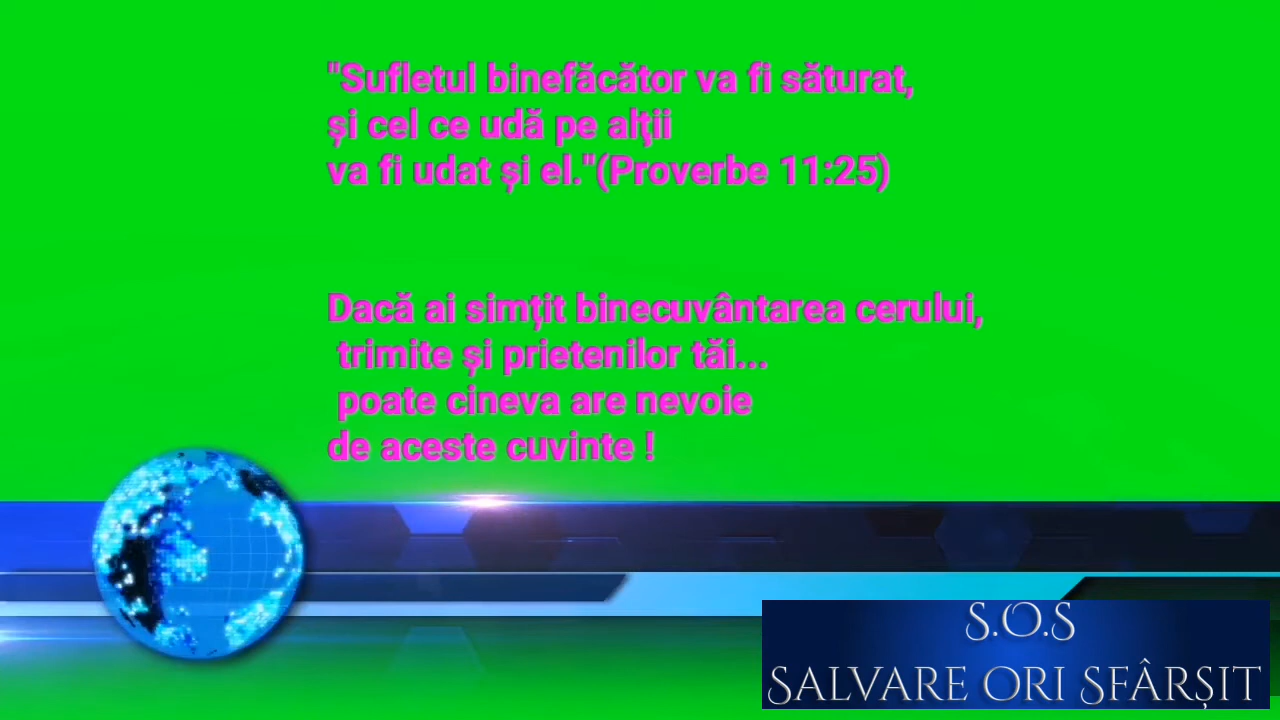 "Sufletul binefăcător va fi săturat,
și cel ce udă pe alţii
va fi udat și el."(Proverbe 11:25)
Dacă ai simțit binecuvântarea cerului,
trimite și prietenilor tăi...
poate cineva are nevoie
de aceste cuvinte !
S.O.S
SALVARE ORI SFÂRȘIT